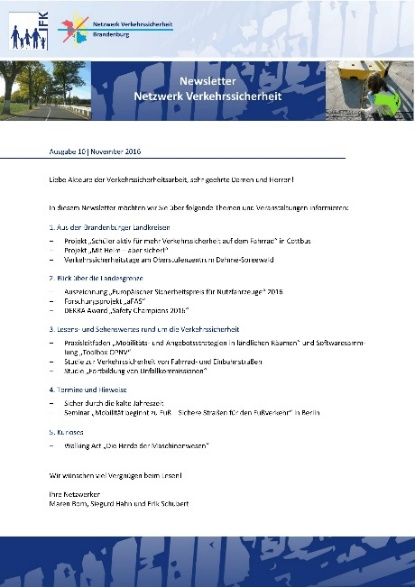 IFK
Netzwerk Verkehrssicherheit
Brandenburg
Newsletter
Netzwerk Verkehrssicherheit
Ausgabe 10| November 2016
Liebe Akteure der Verkehrssicherheitsarbeit, sehr geehrte Damen und Herren!
In diesem Newsletter möchten wir Sie über folgende Themen und Veranstaltungen informieren:
1. Aus den Brandenburger Landkreisen
– Projekt „Schüler aktiv für mehr Verkehrssicherheit auf dem Fahrrad“ in Cottbus
– Projekt „Mit Helm – aber sicher!“
– Verkehrssicherheitstage am Oberstufenzentrum Dahme-Spreewald
2. Blick über die Landesgrenze
– Auszeichnung „Europäischer Sicherheitspreis für Nutzfahrzeuge“ 2016
– Forschungsprojekt „aFAS“
– DEKRA Award „Safety Champions 2016“
3. Lesens- und Sehenswertes rund um die Verkehrssicherheit
– Praxisleitfaden „Mobilitäts- und Angebotsstrategien in ländlichen Räumen“ und Softwaresamm-
lung „Toolbox ÖPNV“
– Studie zur Verkehrssicherheit von Fahrrad- und Einbahnstraßen
– Studie „Fortbildung von Unfallkommissionen“
4. Termine und Hinweise
– Sicher durch die kalte Jahreszeit
– Seminar „Mobilität beginnt zu Fuß – Sichere Straßen für den Fußverkehr“ in Berlin
5. Kurioses
– Walking Act „Die Herde der Maschinenwesen“
Wir wünschen viel Vergnügen beim Lesen!
Ihre Netzwerker
Maren Born, Siegurd Hahn und Erik Schubert